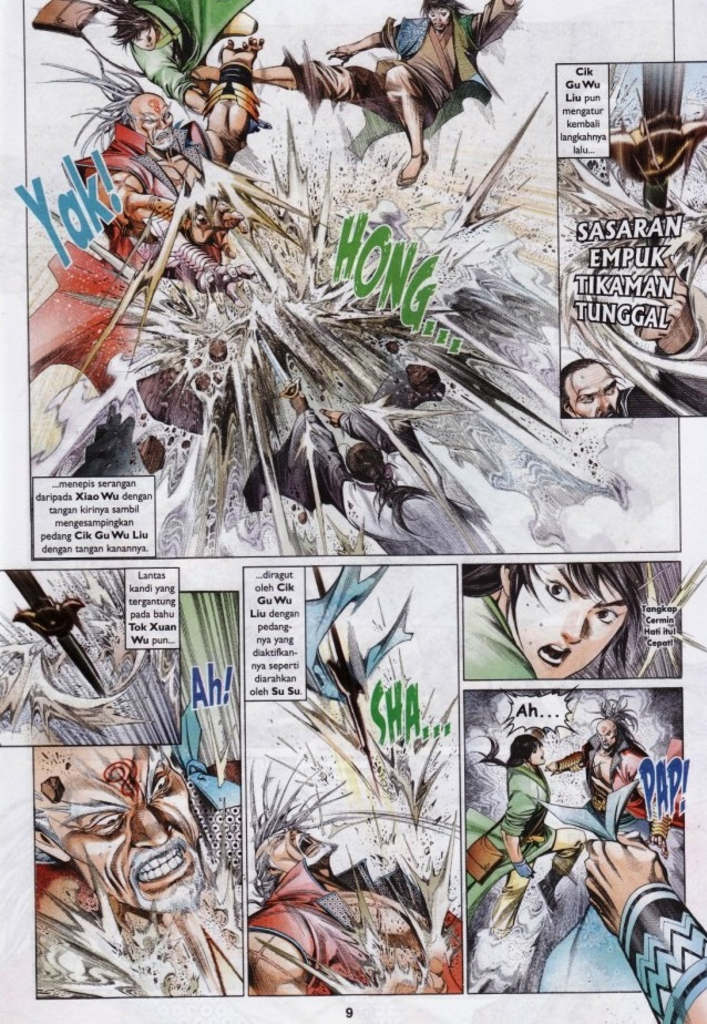 Yak!
HONG...
Cik
Gu Wu
Liu pun
mengatur
kembali
langkahnya
lalu...
SASARAN
EMPUK
TIKAMAN
TUNGGAL
...menepis serangan
daripada Xiao Wu dengan
tangan kirinya sambil
mengesampingkan
pedang Cik Gu Wu Liu
dengan tangan kanannya.
Lantas
kandi yang
tergantung
pada bahu
Tok Xuan
Wu pun...
Ah!
...diragut
oleh Cik
Gu Wu
Liu dengan
pedang-
nya yang
diaktifkan-
nya seperti
diarahkan
oleh Su Su.
SHA...
Tangkap
Cermin
Hati itu!
Cepat!
Ah...
PAP!
9